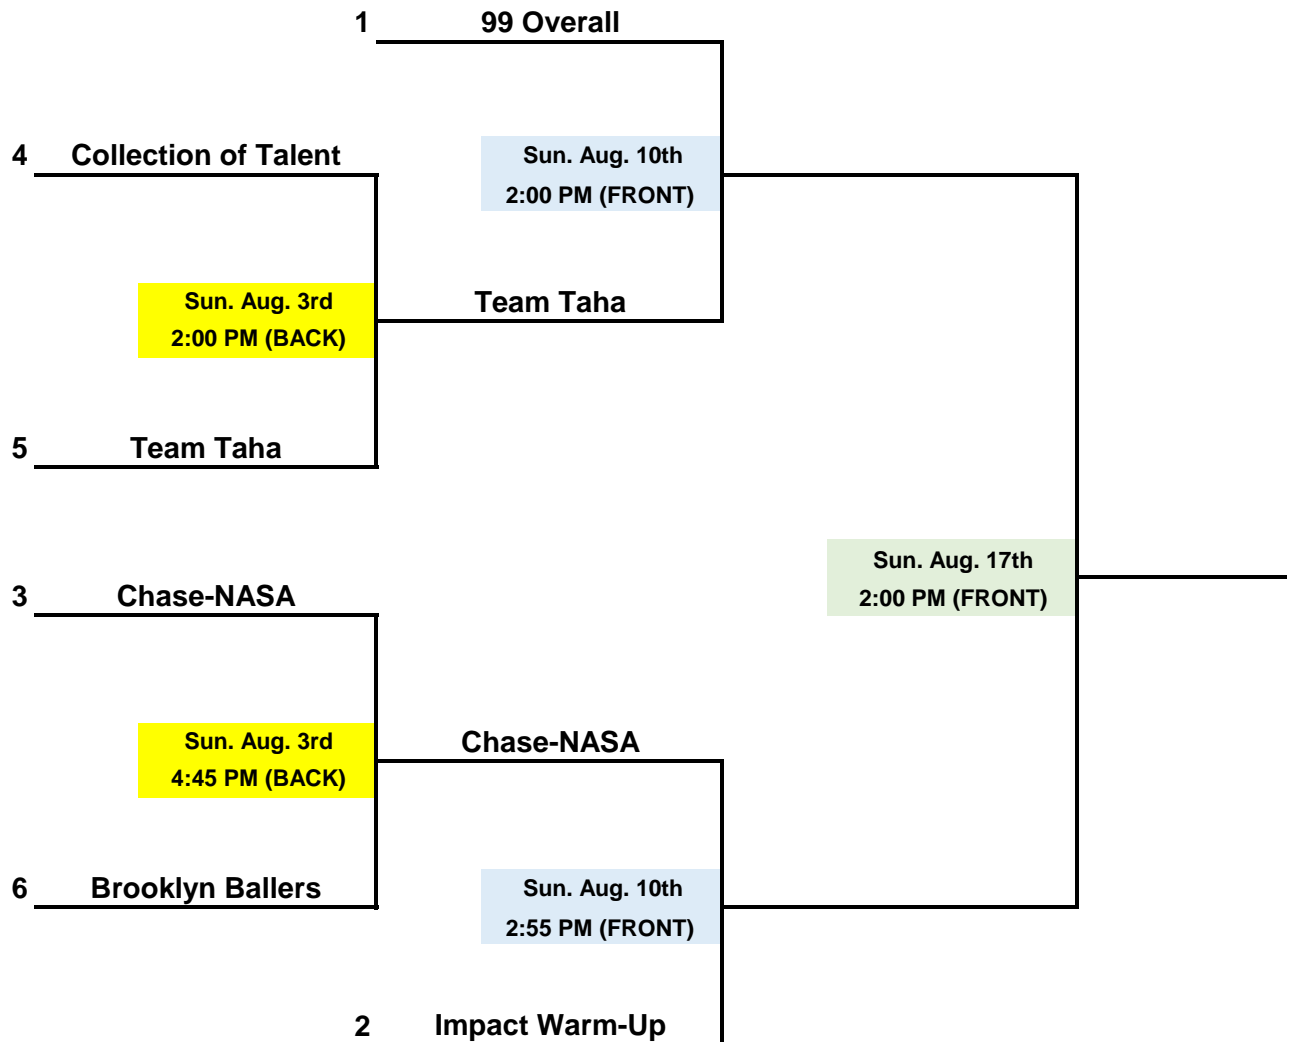 1 99 Overall
4 Collection of Talent
Sun. Aug. 10th
2:00 PM (FRONT)
Sun. Aug. 3rd
2:00 PM (BACK)
Team Taha
5 Team Taha
3 Chase-NASA
Sun. Aug. 17th
2:00 PM (FRONT)
Sun. Aug. 3rd
4:45 PM (BACK)
Chase-NASA
6 Brooklyn Ballers
Sun. Aug. 10th
2:55 PM (FRONT)
2 Impact Warm-Up